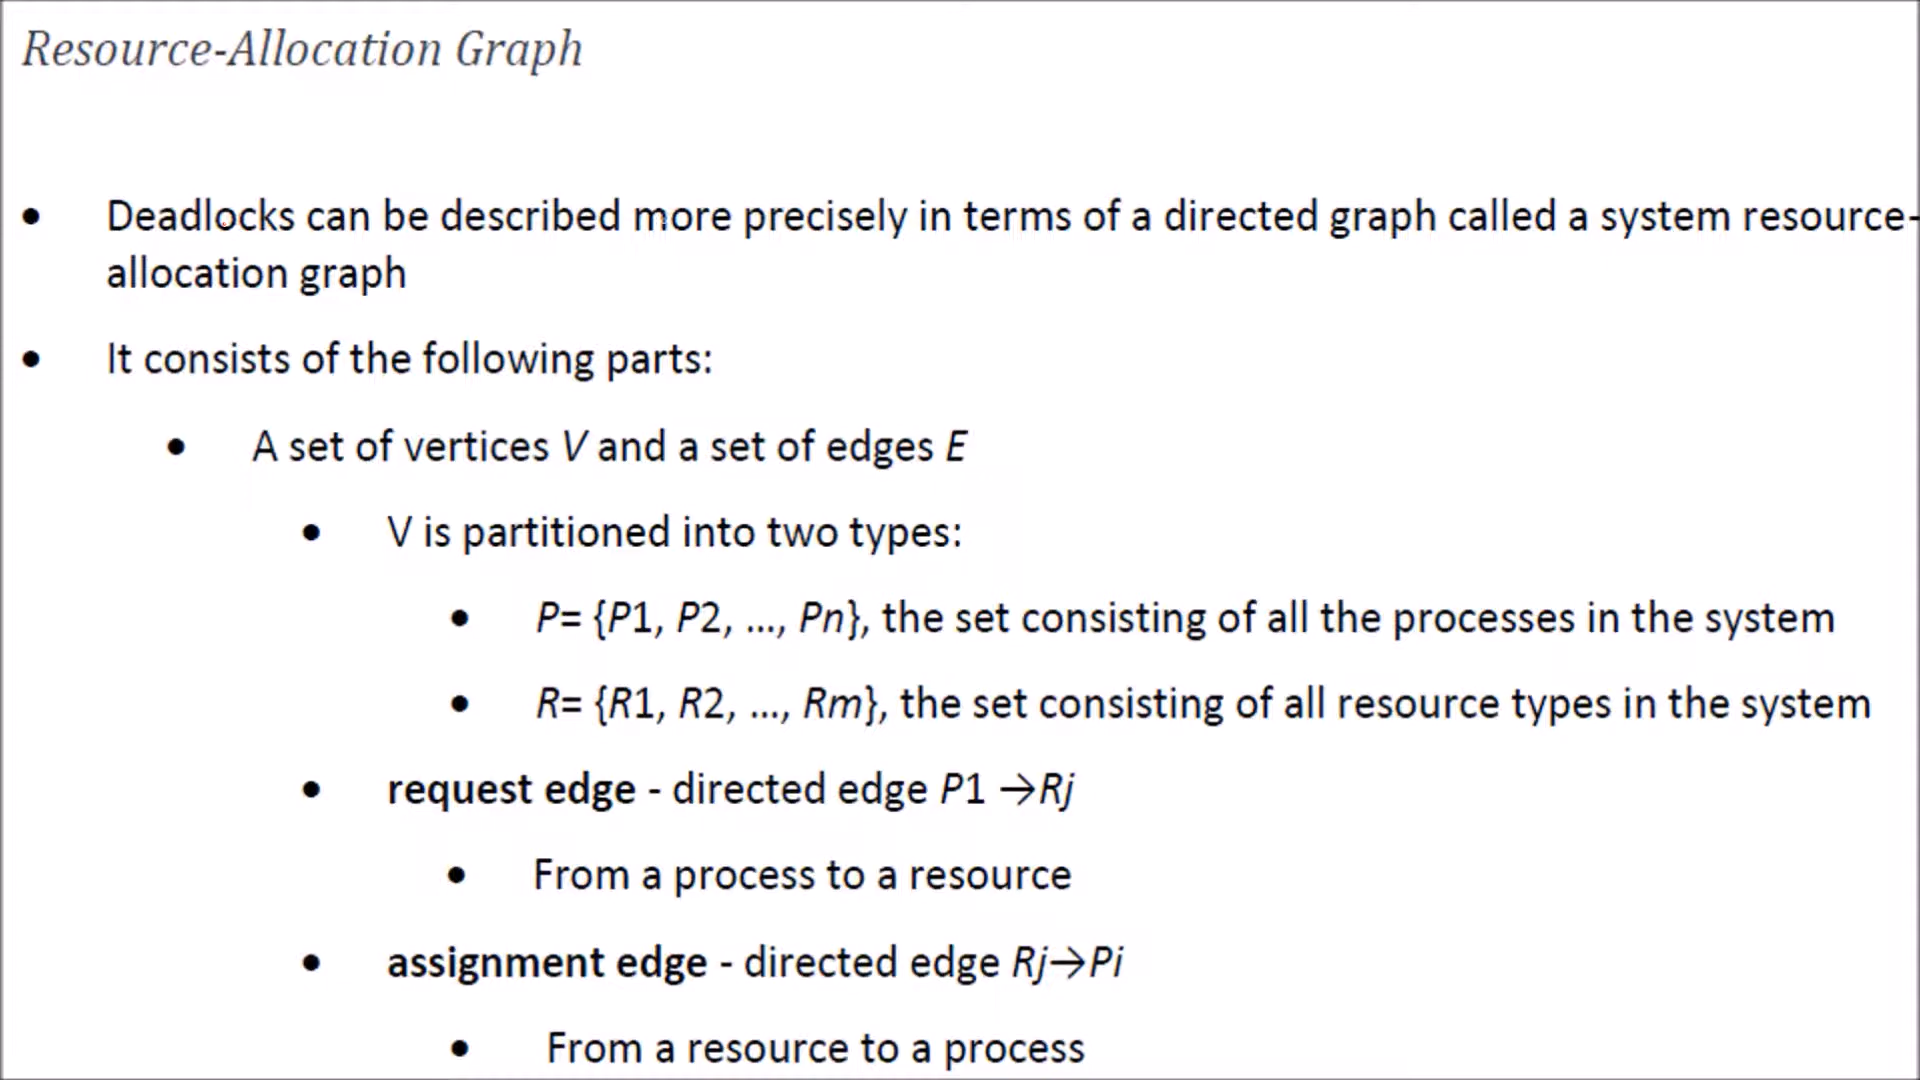 Resource-Allocation Graph
• Deadlocks can be described more precisely in terms of a directed graph called a system resource-
allocation graph
• It consists of the following parts:
• A set of vertices V and a set of edges E
• V is partitioned into two types:
• P= {P1, P2, ..., Pn}, the set consisting of all the processes in the system
• R= {R1, R2, ..., Rm}, the set consisting of all resource types in the system
• request edge - directed edge P1 →Rj
• From a process to a resource
• assignment edge - directed edge Rj→Pi
• From a resource to a process